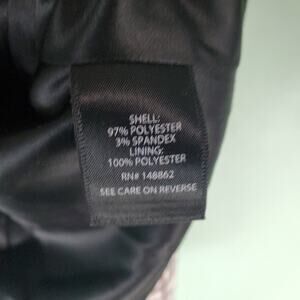 SHELL:
97% POLYESTER
3% SPANDEX
LINING:
100% POLYESTER
RN# 148862
SEE CARE ON REVERSE